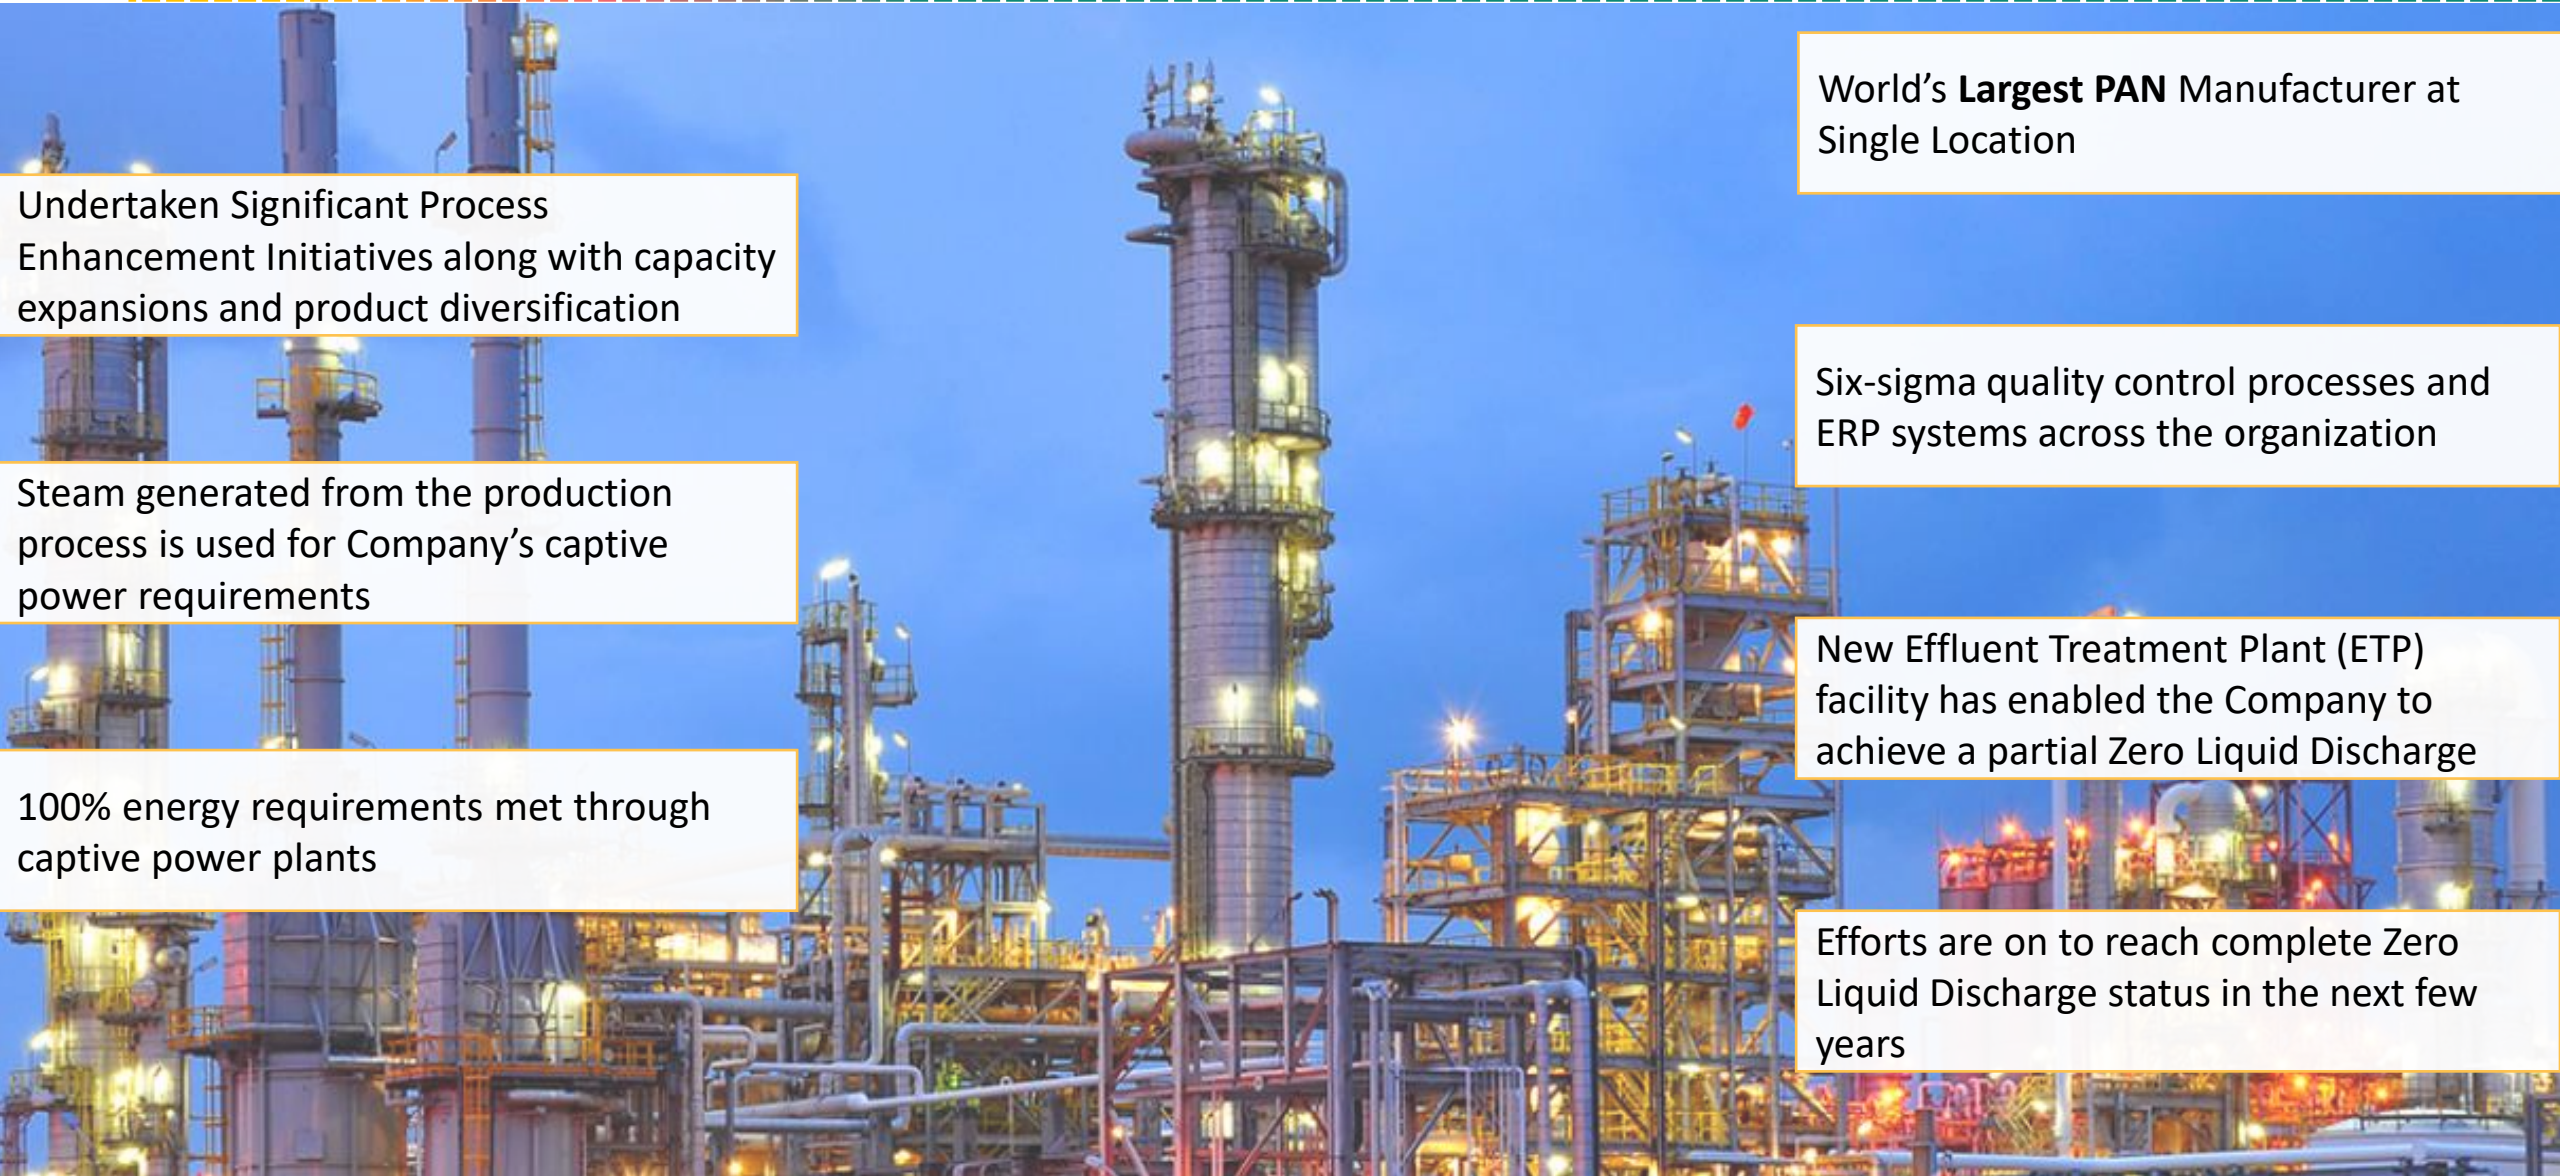 Undertaken Significant Process
Enhancement Initiatives along with capacity
expansions and product diversification
Steam generated from the production
process is used for Company’s captive
power requirements
100% energy requirements met through
captive power plants
World’s Largest PAN Manufacturer at
Single Location
Six-sigma quality control processes and
ERP systems across the organization
New Effluent Treatment Plant (ETP)
facility has enabled the Company to
achieve a partial Zero Liquid Discharge
Efforts are on to reach complete Zero
Liquid Discharge status in the next few
years